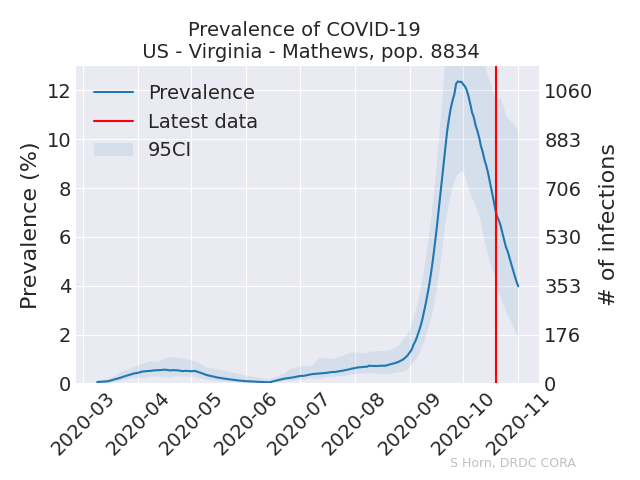 Prevalence of COVID-19
US - Virginia - Mathews, pop. 8834
Prevalence
Latest data
95CI
Prevalence (%)
12
10
8
6
4
2
0
1060
883
706
530
353
176
0
# of infections
2020-03
2020-04
2020-05
2020-06
2020-07
2020-08
2020-09
2020-10
2020-11
S Horn, DRDC CORA